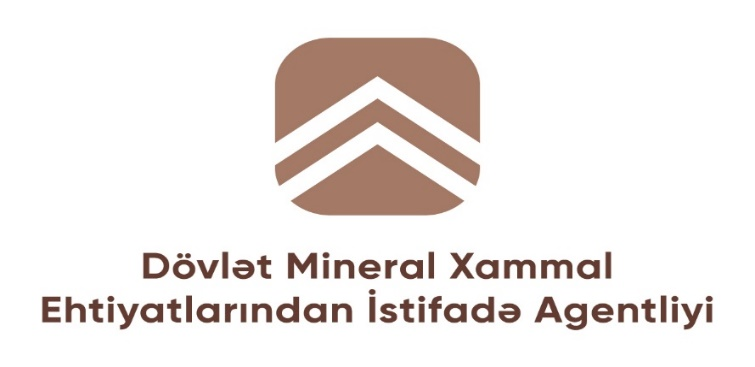 Dövlət Mineral Xammal
Ehtiyatlarından İstifadə Agentliyi